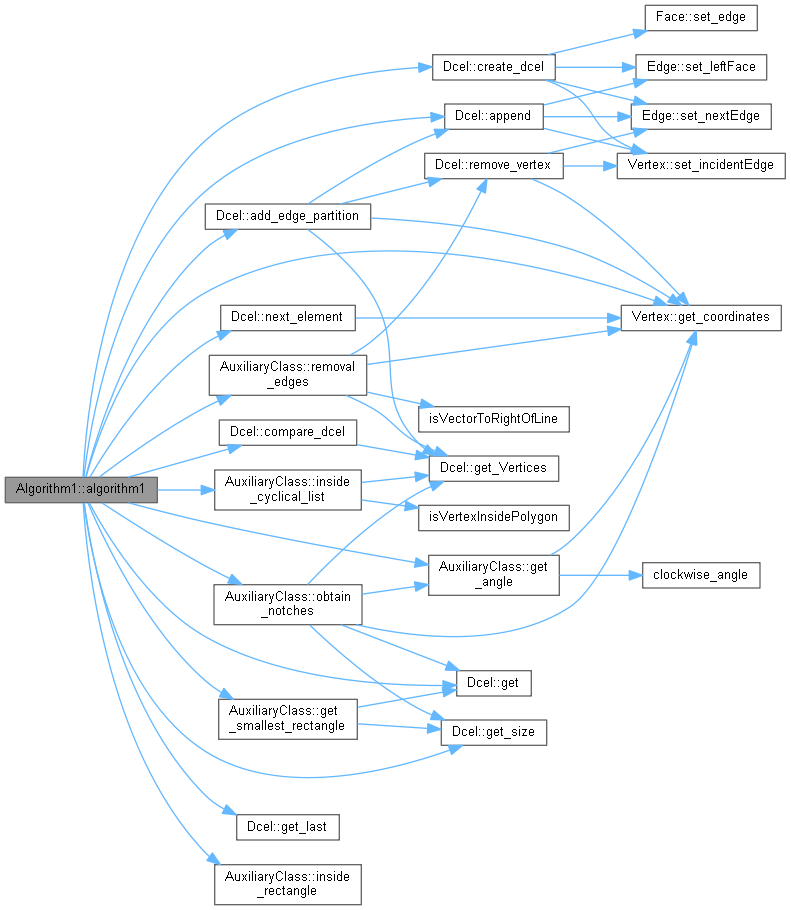 Algorithm1::algorithm1
Dcel::create_dcel
Face::set_edge
Edge::set_leftFace
Edge::set_nextEdge
Vertex::set_incidentEdge
Dcel::append
Dcel::remove_vertex
Dcel::add_edge_partition
Vertex::get_coordinates
Dcel::next_element
AuxiliaryClass::removal
_edges
isVectorToRightOfLine
Dcel::compare_dcel
Dcel::get_Vertices
AuxiliaryClass::inside
_cyclical_list
isVertexInsidePolygon
AuxiliaryClass::get
_angle
clockwise_angle
AuxiliaryClass::obtain
_notches
Dcel::get
AuxiliaryClass::get
_smallest_rectangle
Dcel::get_size
Dcel::get_last
AuxiliaryClass::inside
_rectangle